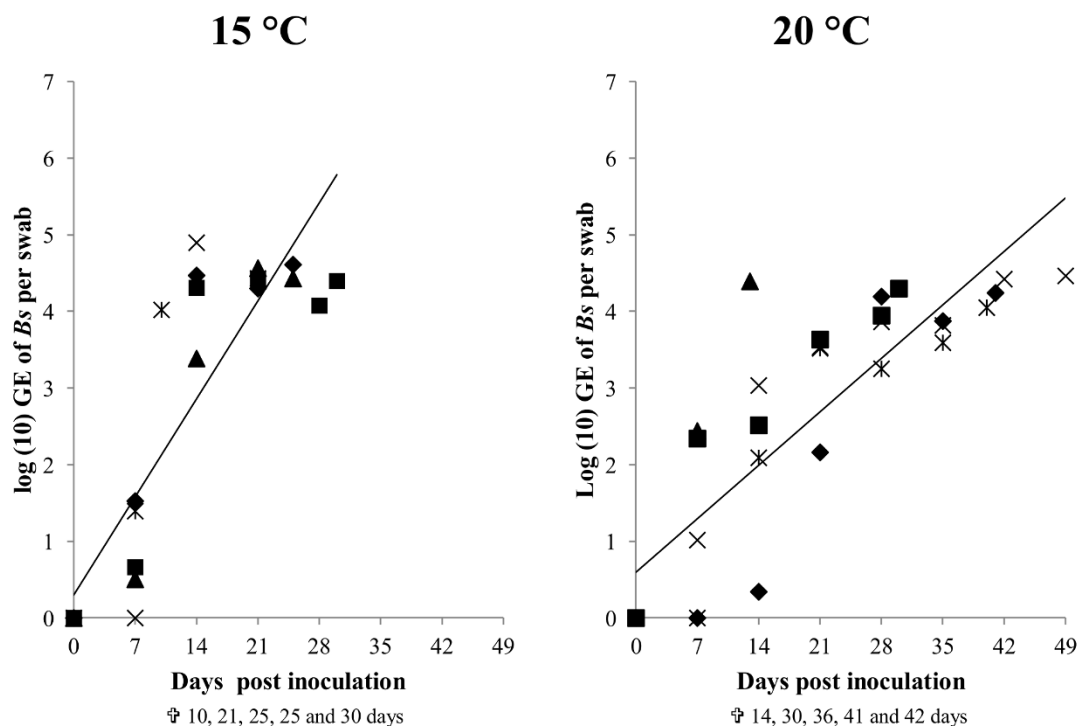 15 °C
log (10) GE of Bs per swab
7
6
5
4
3
2
1
0
0 7 14 21 28 35 42 49
Days post inoculation
✞ 10, 21, 25, 25 and 30 days
20 °C
Log (10) GE of Bs per swab
7
6
5
4
3
2
1
0
0 7 14 21 28 35 42 49
Days post inoculation
✞ 14, 30, 36, 41 and 42 days